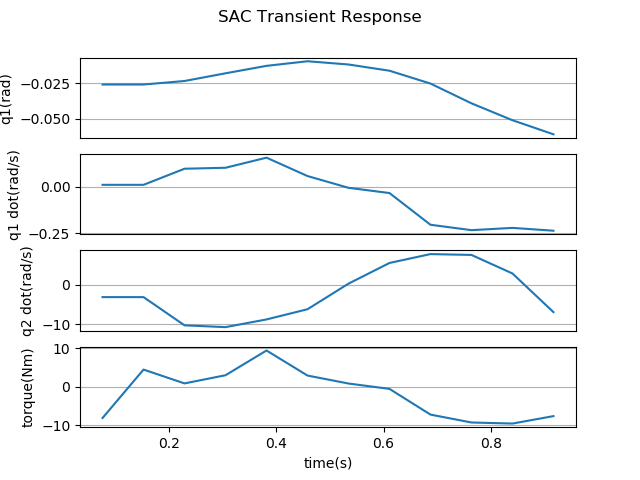 SAC Transient Response
q1(rad)
−0.025
−0.050
q1 dot(rad/s)
0.00
−0.25
q2 dot(rad/s)
0
−10
torque(Nm)
10
0
−10
0.2 0.4 0.6 0.8
time(s)